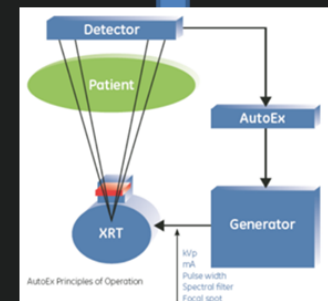 Detector
Patient
AutoEx
XRT
Generator
kVp
mA
Pulse width
Spectral filter
Focal spot
AutoEx Principles of Operation